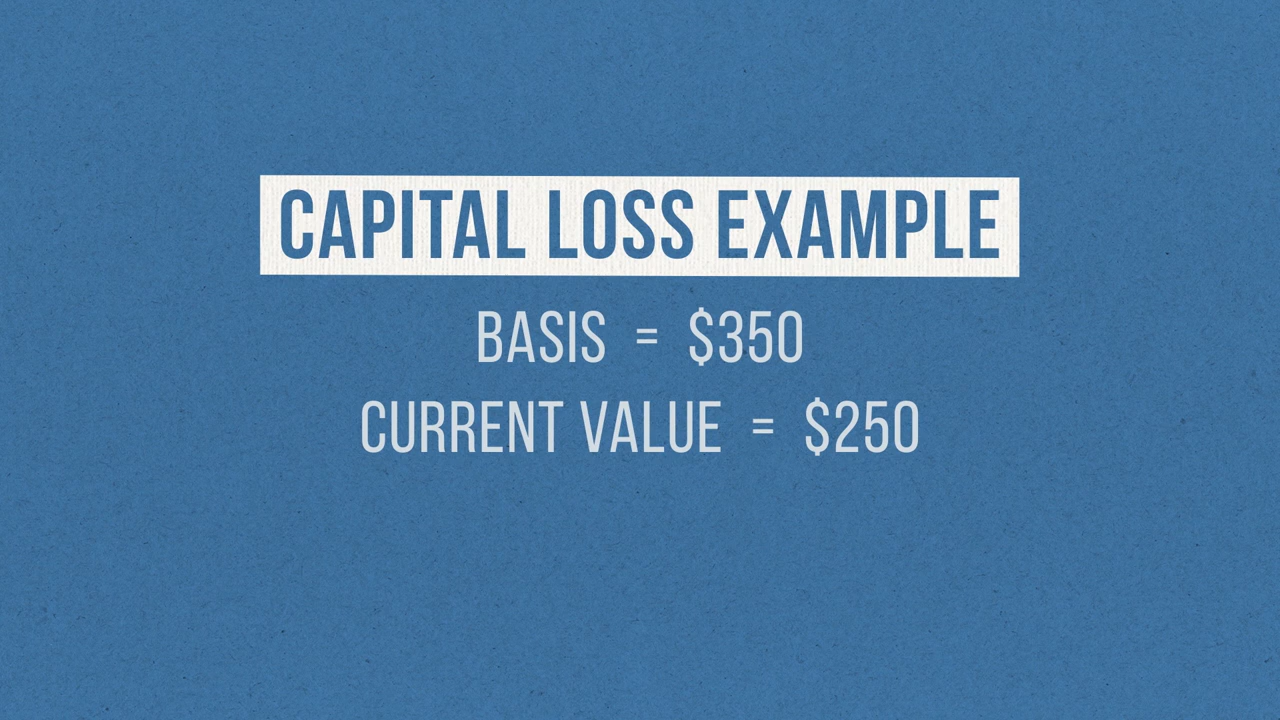 CAPITAL LOSS EXAMPLE
BASIS = $350
CURRENT VALUE = $250